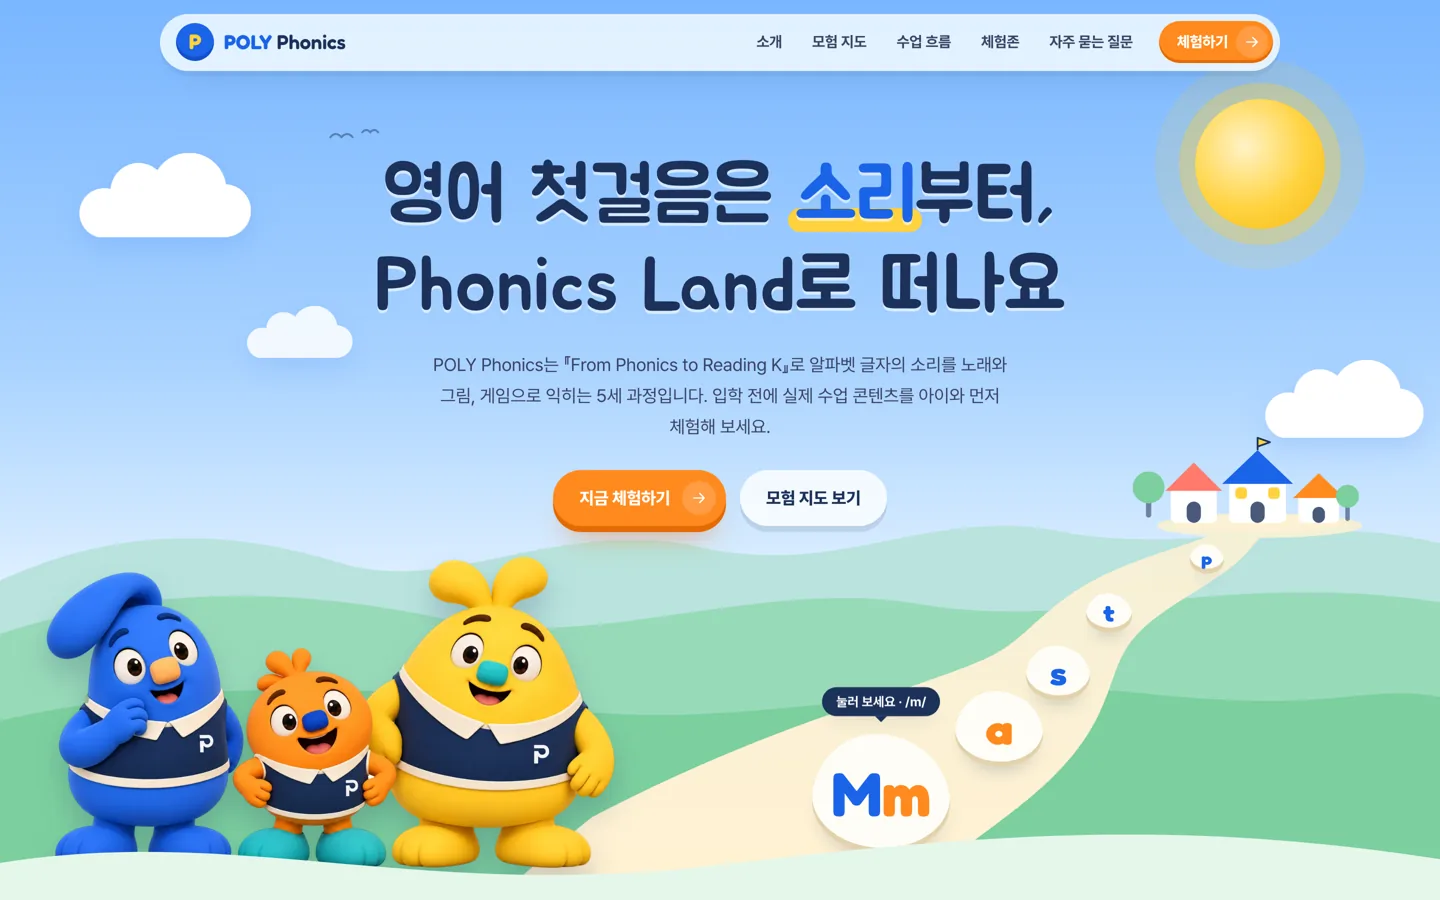 P POLY Phonics 소개 모험 지도 수업 흐름 체험존 자주 묻는 질문 체험하기 →
영어 첫걸음은 소리부터,
Phonics Land로 떠나요
POLY Phonics는 『From Phonics to Reading K』로 알파벳 글자의 소리를 노래와
그림, 게임으로 익히는 5세 과정입니다. 입학 전에 실제 수업 콘텐츠를 아이와 먼저
체험해 보세요.
지금 체험하기 →
모험 지도 보기
p
t
s
a
눌러 보세요 · /m/
Mm
P
P
P